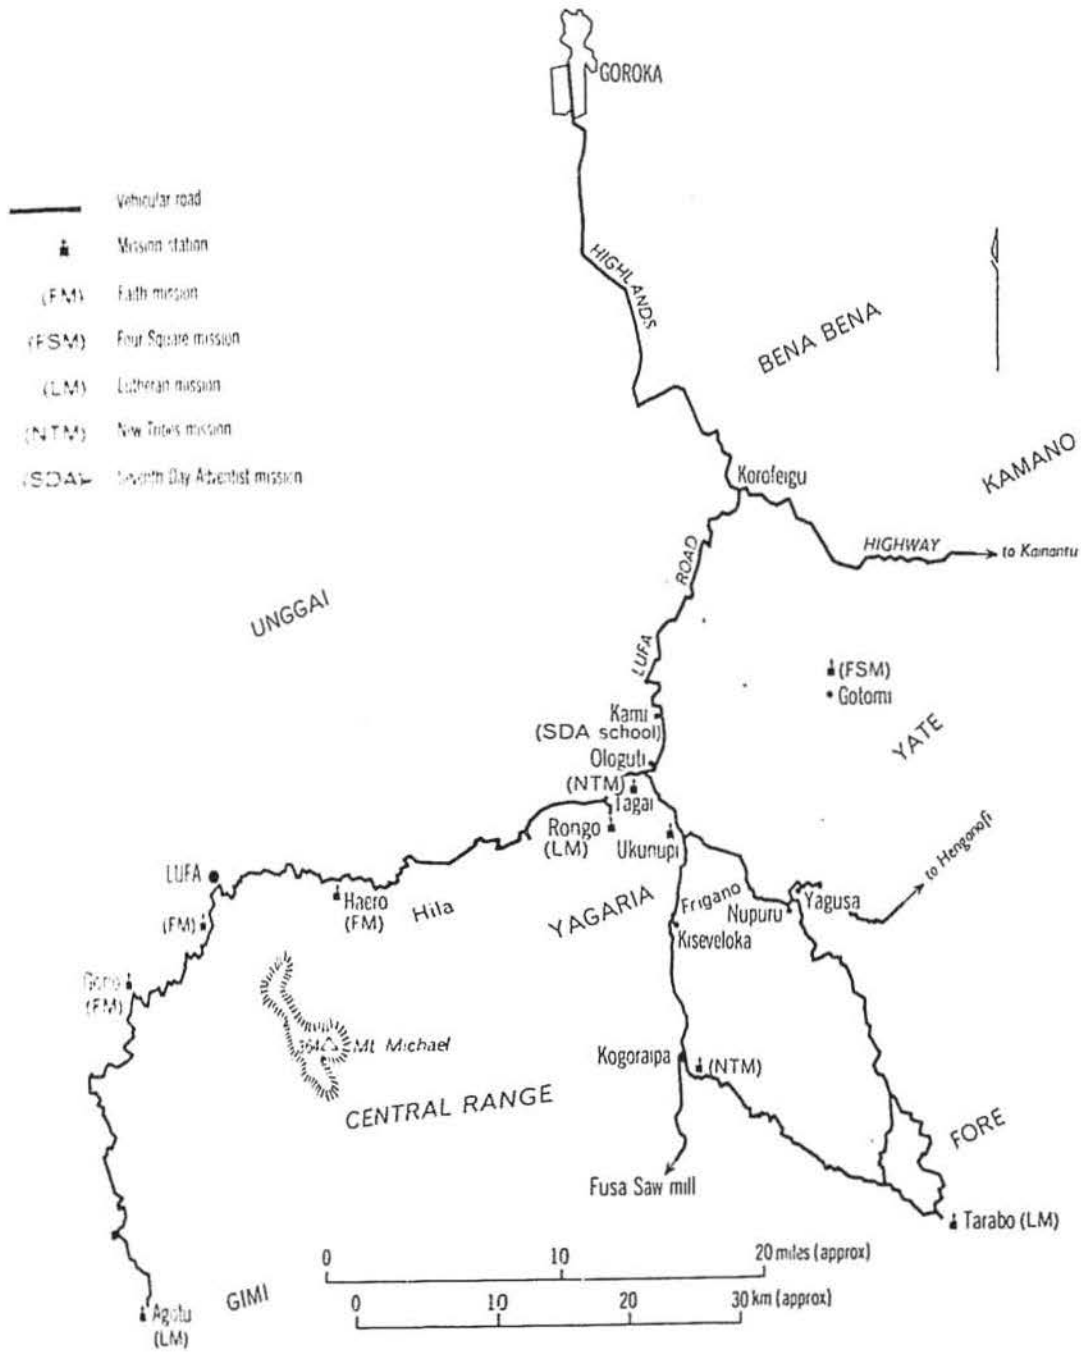 GOROKA
Vehicular road
Mission station
(FM) Faith mission
(FSM) Four Square mission
(LM) Lutheran mission
(NTM) New Tribes mission
(SDA) Seventh Day Adventist mission
HIGHLANDS
BENA BENA
KAMANO
Korofeigu
HIGHWAY
to Kainantu
ROAD
UNGGAI
LUFA
(FSM)
Gotomi
Kami
(SDA school)
YATE
Ologuti
(NTM)
Tagai
Rongo
(LM)
Ukunupi
to Henganofi
LUFA
Haero
(FM)
Hila
YAGARIA
Frigano
Nupuru
Yagusa
(FM)
Kiseveloka
(FM)
Mt Michael
Kogoraipa
(NTM)
CENTRAL RANGE
FORE
Fusa Saw mill
Tarabo (LM)
0 10 20 miles (approx)
0 10 20 30 km (approx)
GIMI
Agotu
(LM)